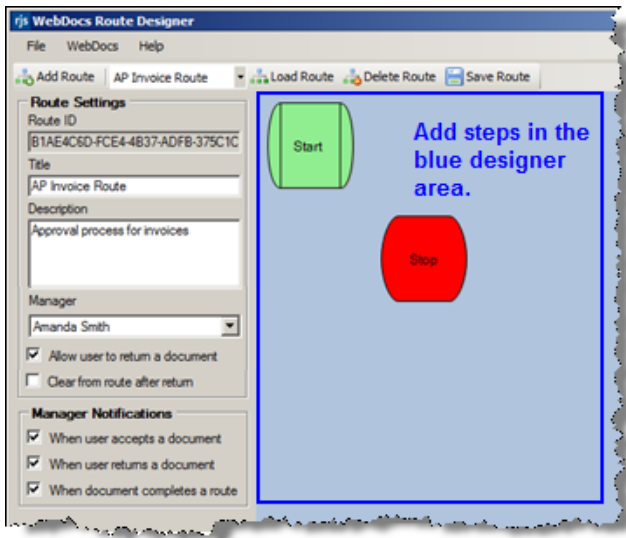 rjs WebDocs Route Designer
File WebDocs Help
Add Route AP Invoice Route Load Route Delete Route Save Route
Route Settings
Route ID
B1AE4C6D-FCE4-4B37-ADFB-375C1C
Title
AP Invoice Route
Description
Approval process for invoices
Manager
Amanda Smith
Allow user to return a document
Clear from route after return
Manager Notifications
When user accepts a document
When user returns a document
When document completes a route
Start
Add steps in the
blue designer
area.
Stop